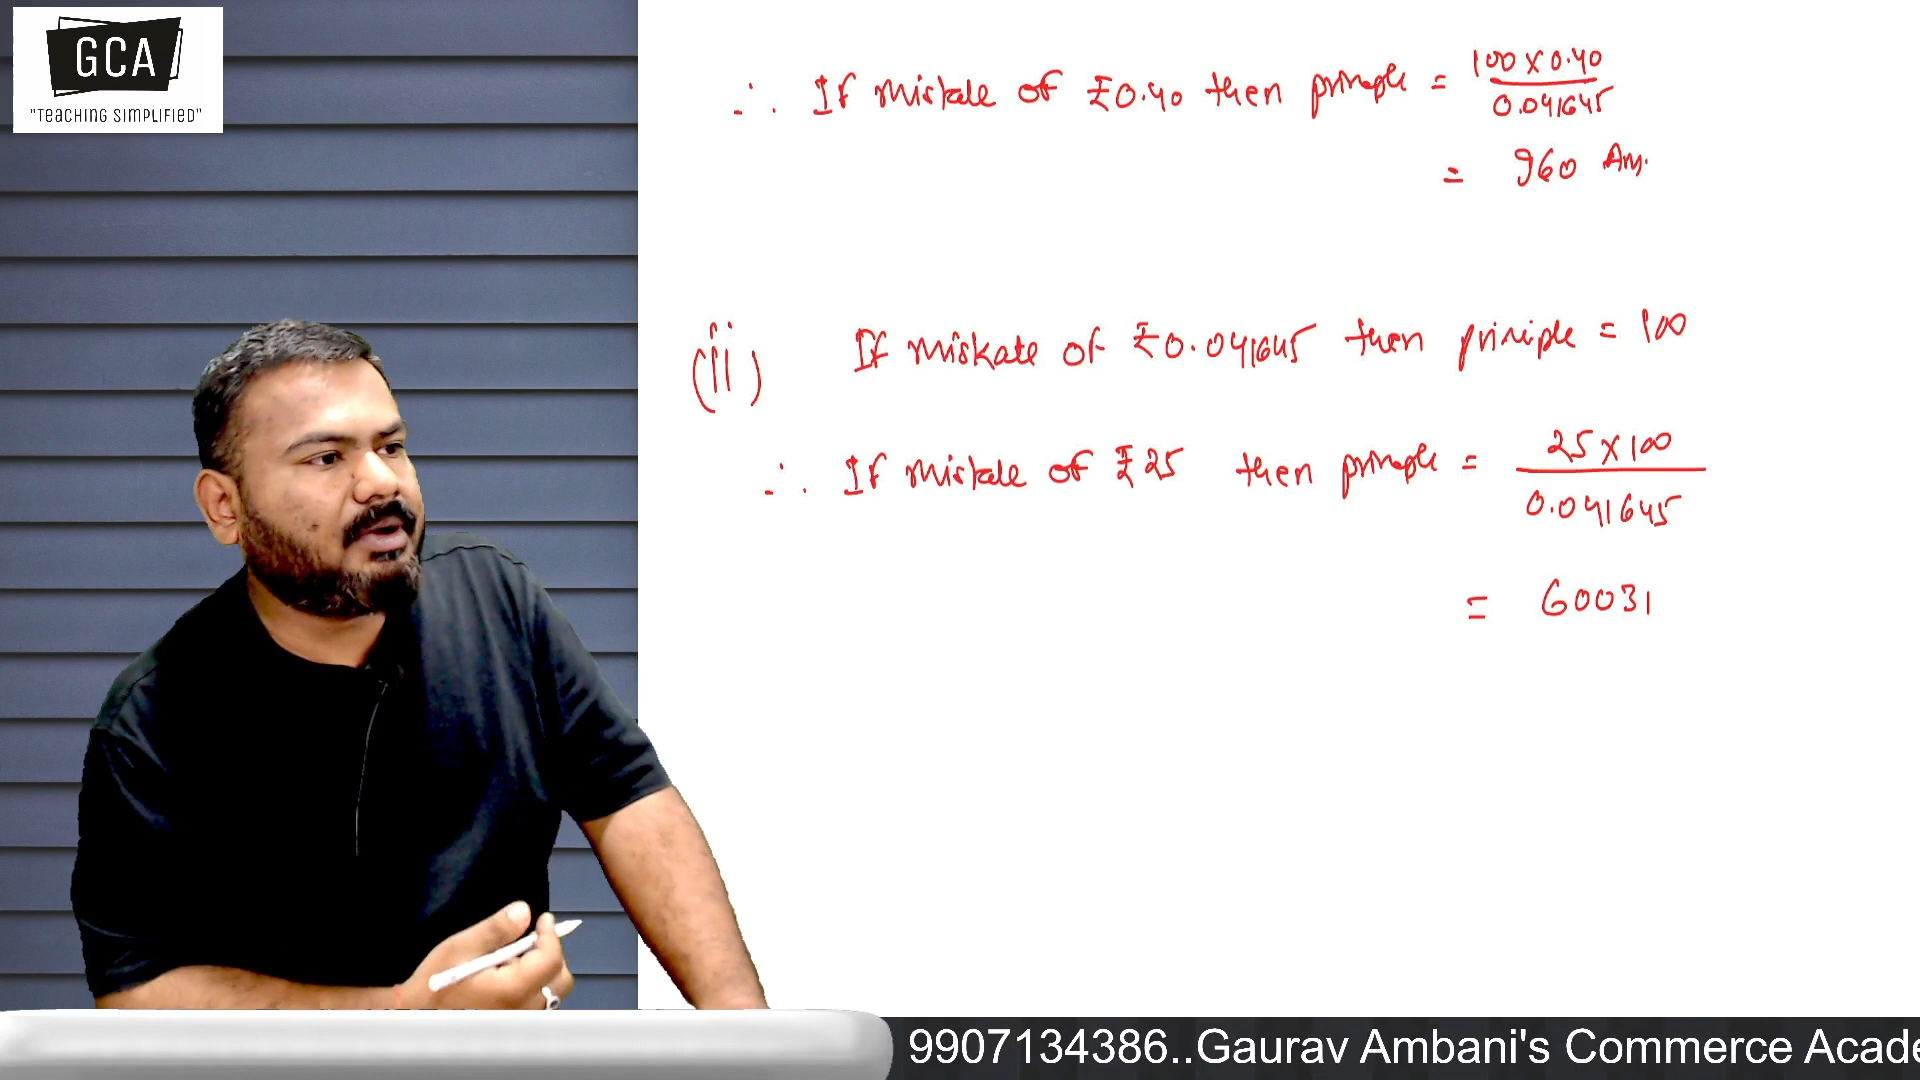 GCA
"TEACHING SIMPLIFIED"
∴ If mistake of ₹0.40 then principle = 100 x 0.40
0.041645
= 960 Ans.
(ii) If miskate of ₹0.041645 then priniple = 100
∴ If mistake of ₹25 then principle = 25 x 100
0.041645
= 60031
9907134386..Gaurav Ambani's Commerce Acade